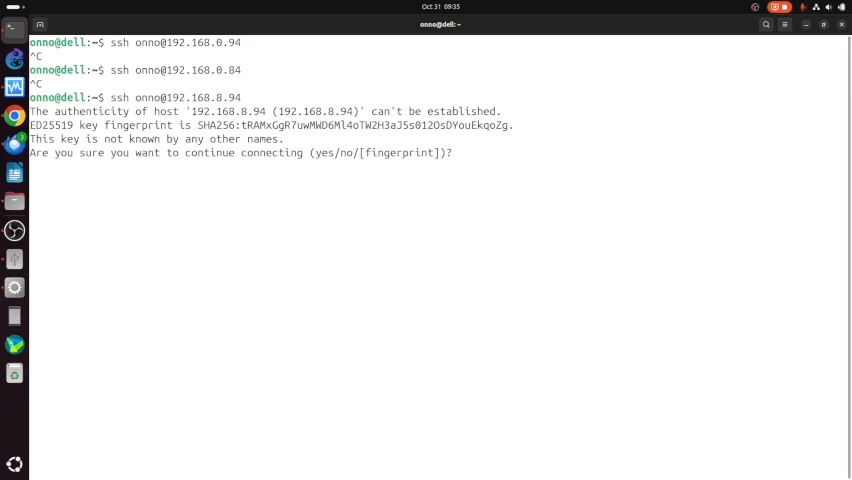 Oct 31 09:35
onno@dell: ~
onno@dell:~$ ssh onno@192.168.0.94
^C
onno@dell:~$ ssh onno@192.168.0.84
^C
onno@dell:~$ ssh onno@192.168.8.94
The authenticity of host '192.168.8.94 (192.168.8.94)' can't be established.
ED25519 key fingerprint is SHA256:tRAMxGgR7uwMWD6Ml4oTW2H3aJ5s012OsDYouEkqoZg.
This key is not known by any other names.
Are you sure you want to continue connecting (yes/no/[fingerprint])?
3